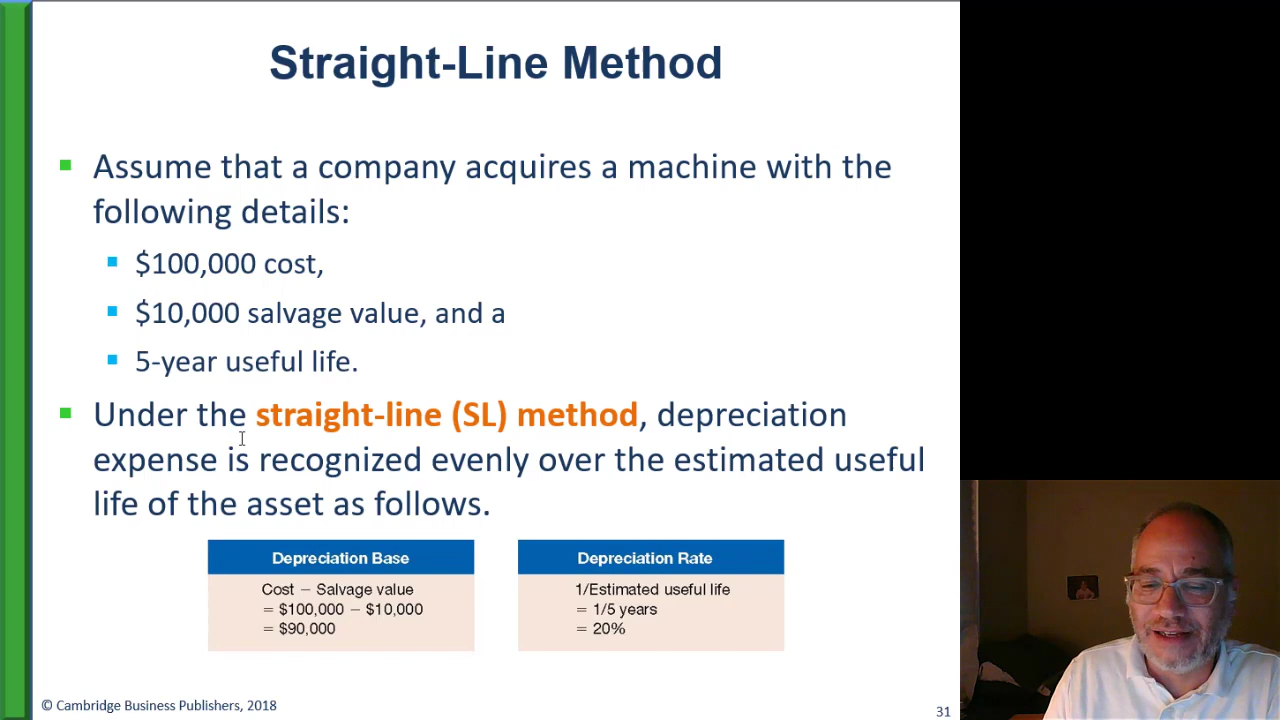 Straight-Line Method
Assume that a company acquires a machine with the
following details:
$100,000 cost,
$10,000 salvage value, and a
5-year useful life.
Under the straight-line (SL) method, depreciation
expense is recognized evenly over the estimated useful
life of the asset as follows.
Depreciation Base
Cost − Salvage value
= $100,000 − $10,000
= $90,000
Depreciation Rate
1/Estimated useful life
= 1/5 years
= 20%
© Cambridge Business Publishers, 2018
31